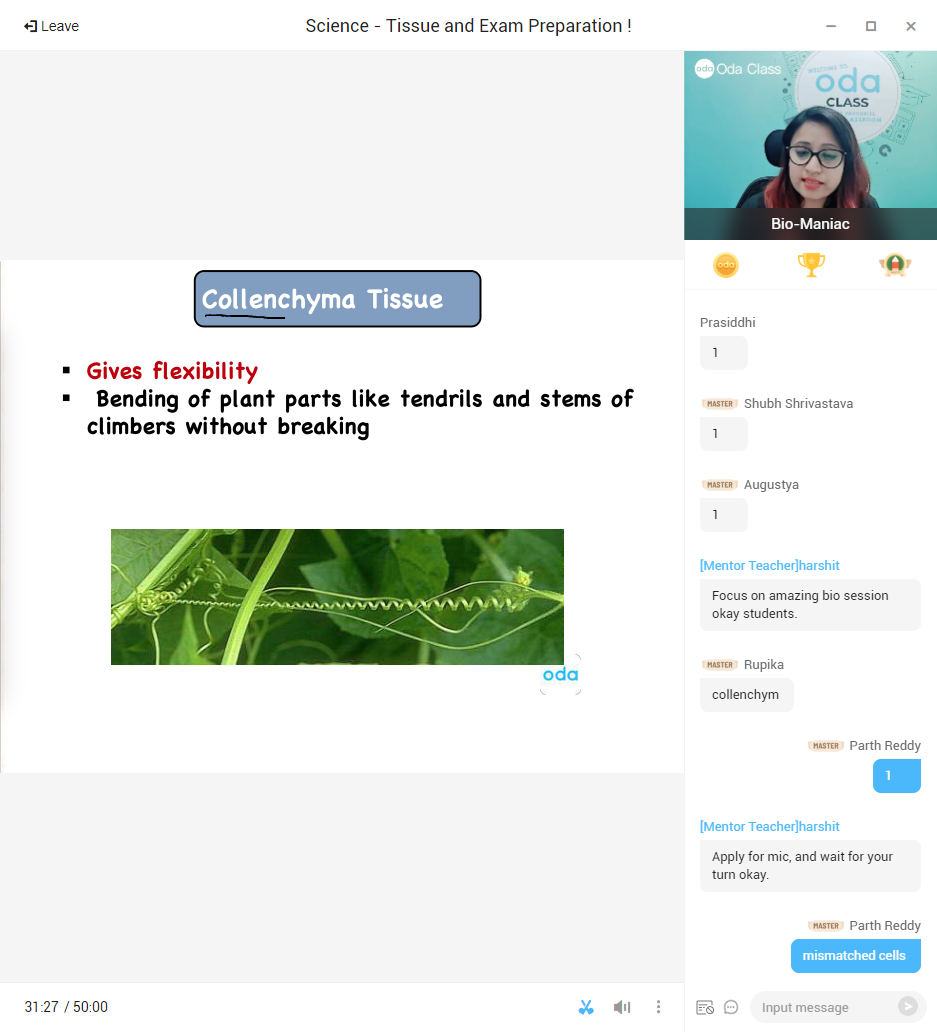 Leave
Science - Tissue and Exam Preparation !
oda Oda Class
WELCOME TO
oda
CLASS
Bio-Maniac
oda
Collenchyma Tissue
▪ Gives flexibility
▪ Bending of plant parts like tendrils and stems of
climbers without breaking
oda
Prasiddhi
1
MASTER Shubh Shrivastava
1
MASTER Augustya
1
[Mentor Teacher]harshit
Focus on amazing bio session
okay students.
MASTER Rupika
collenchym
MASTER Parth Reddy
1
[Mentor Teacher]harshit
Apply for mic, and wait for your
turn okay.
MASTER Parth Reddy
mismatched cells
31:27 / 50:00
Input message